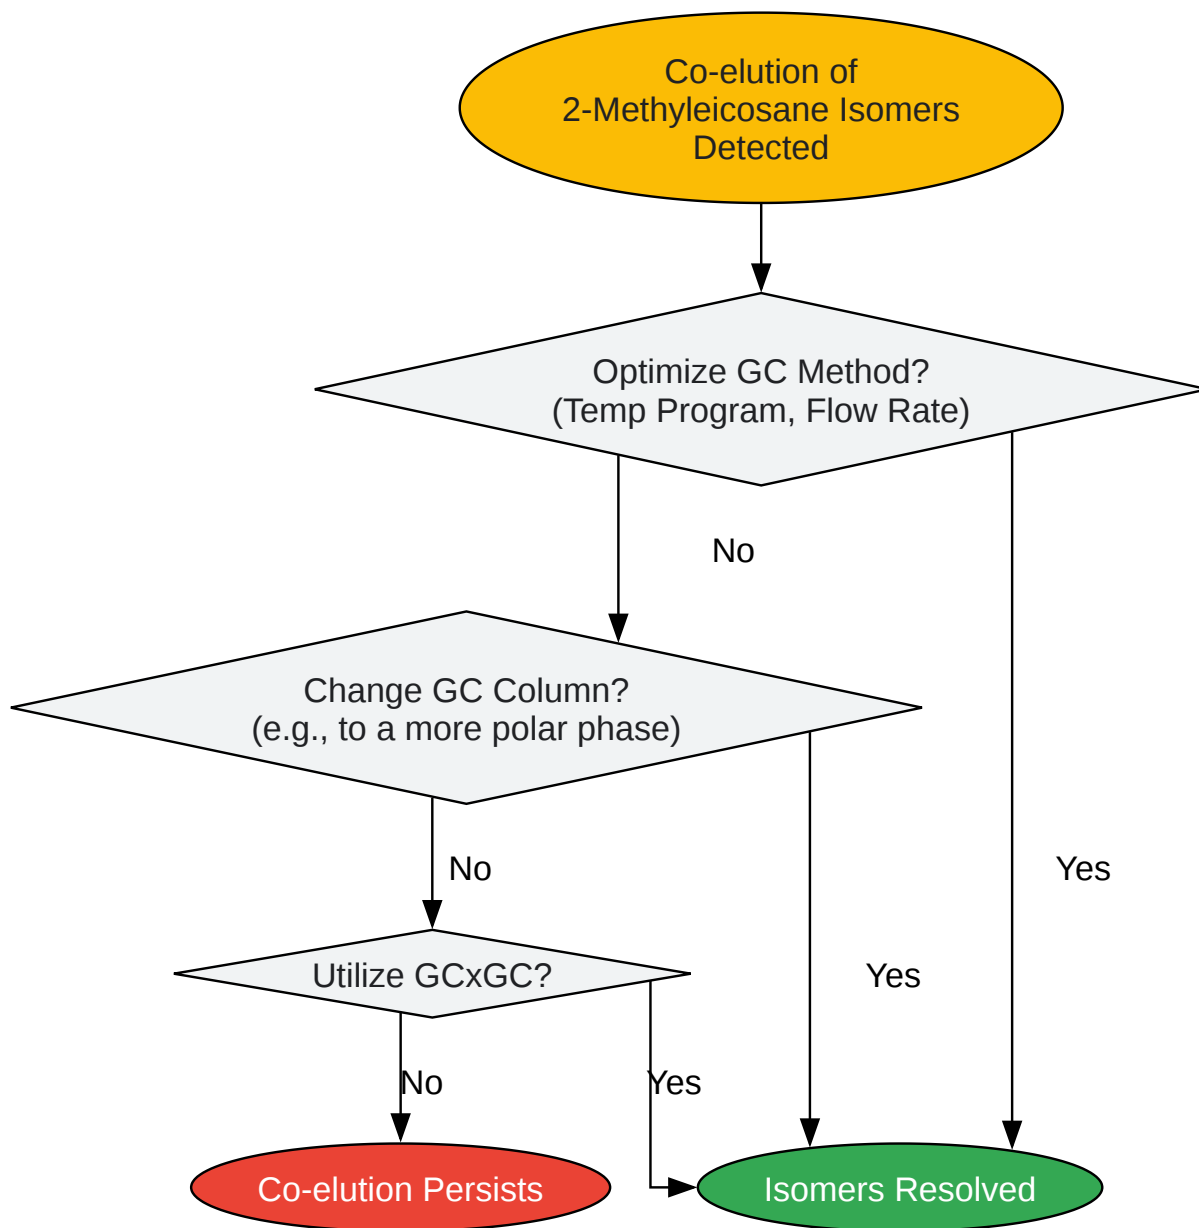 Co-elution of
2-Methyleicosane Isomers
Detected
Optimize GC Method?
(Temp Program, Flow Rate)
No
Change GC Column?
(e.g., to a more polar phase)
No
Yes
Utilize GCxGC?
Yes
No
Yes
Co-elution Persists
Isomers Resolved